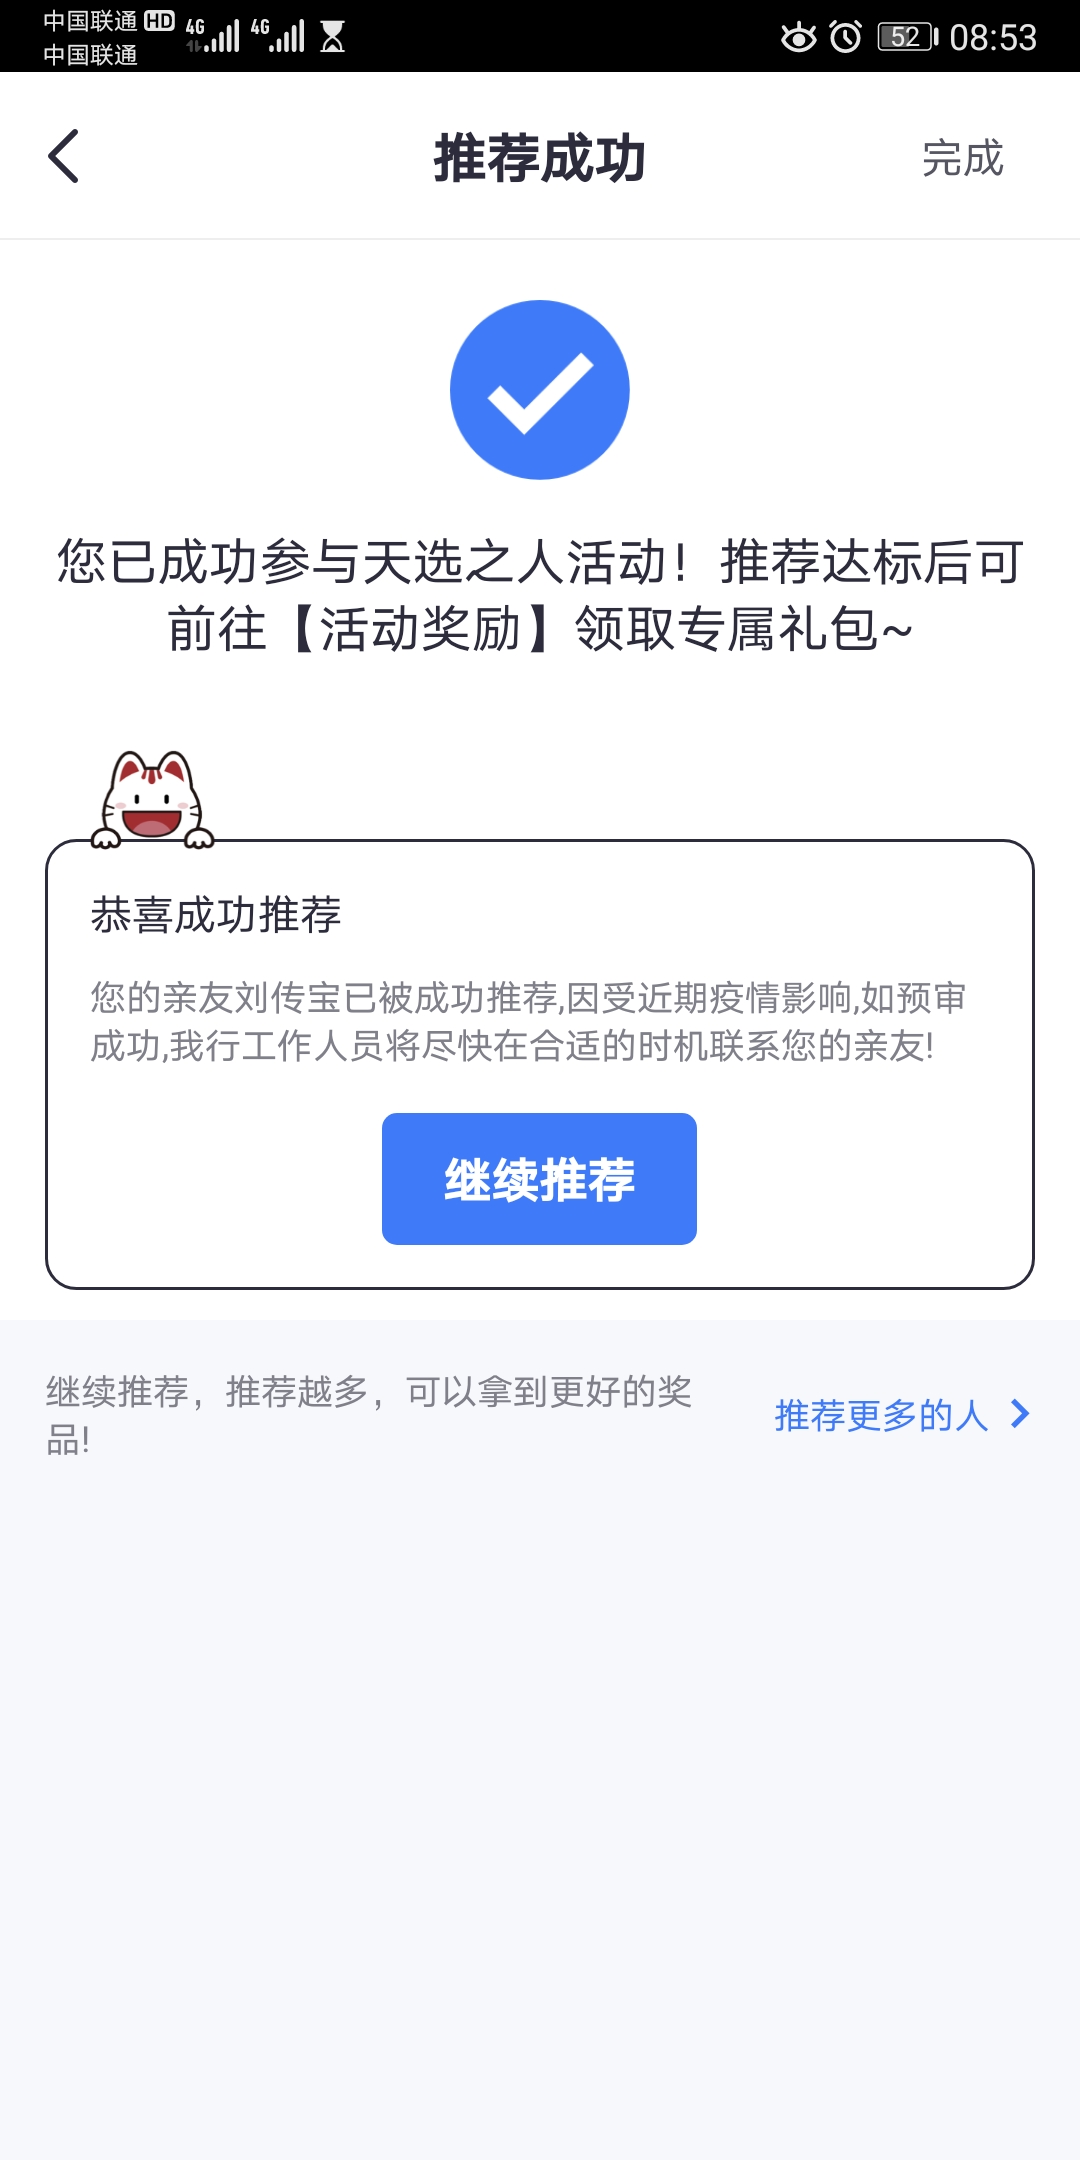 中国联通 HD 4G 4G 52 08:53
中国联通
推荐成功 完成
您已成功参与天选之人活动！推荐达标后可
前往【活动奖励】领取专属礼包~
恭喜成功推荐
您的亲友刘传宝已被成功推荐,因受近期疫情影响,如预审
成功,我行工作人员将尽快在合适的时机联系您的亲友!
继续推荐
继续推荐，推荐越多，可以拿到更好的奖
品!
推荐更多的人